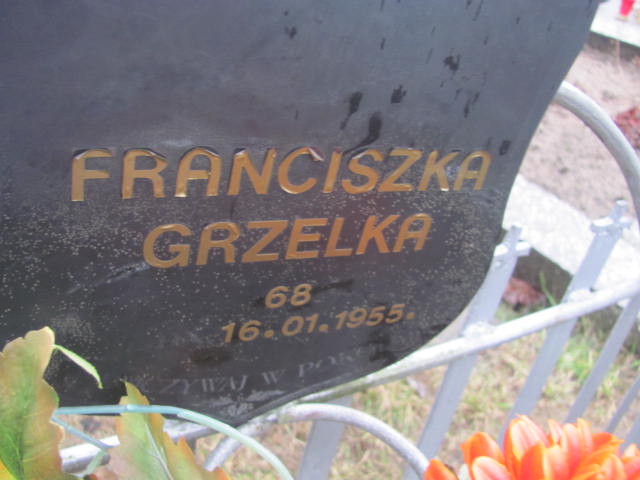 FRANCISZKA
GRZELKA
68
16.01.1955.
W